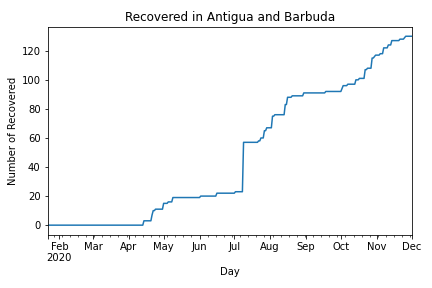 Recovered in Antigua and Barbuda
Number of Recovered
120
100
80
60
40
20
0
Feb Mar Apr May Jun Jul Aug Sep Oct Nov Dec
2020
Day